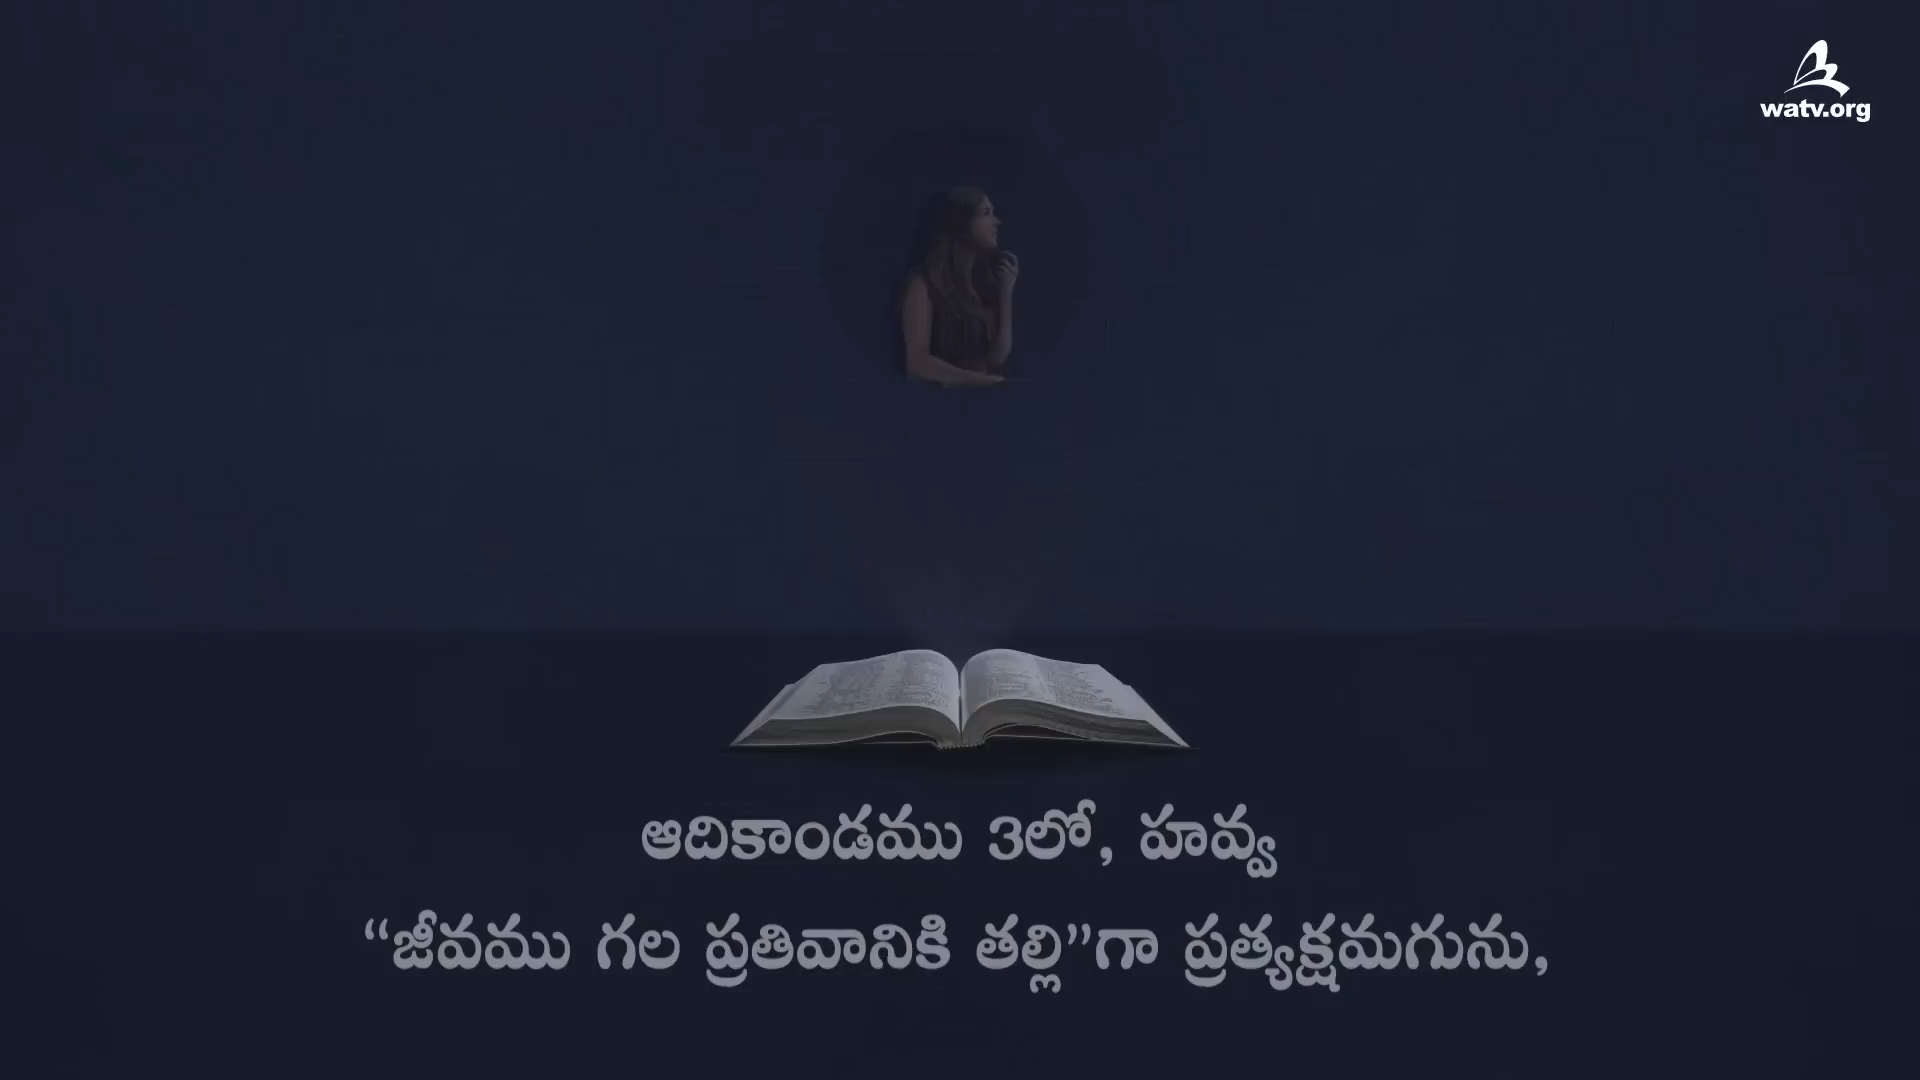 watv.org
ఆదికాండము 3లో, హవ్వ
“జీవము గల ప్రతివానికి తల్లి”గా ప్రత్యక్షమగును,